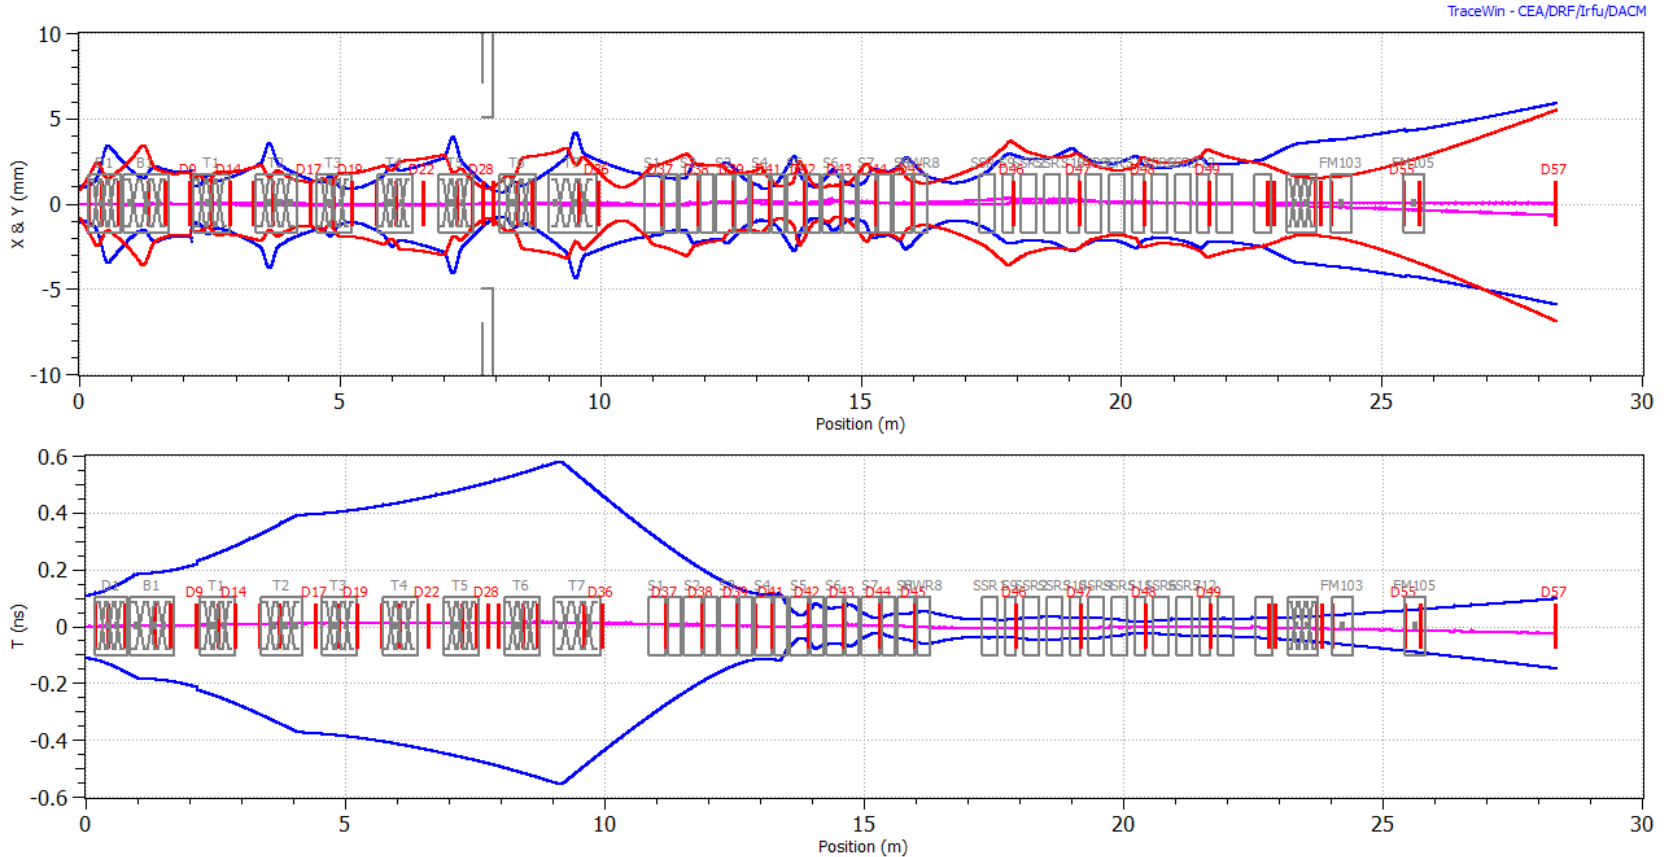 TraceWin - CEA/DRF/Irfu/DACM
10
5
0
-5
-10
X & Y (mm)
B1 T1 T2 T3 T4 T5 T6 S1 S4 S6 S7 FM103
D9 D14 D17 D19 D22 D28 D36 D37 D38 D39 D41 D42 D43 D44 D45 D46 D47 D48 D49 D55 D57
0 5 10 15 20 25 30
Position (m)
0.6
0.4
0.2
0
-0.2
-0.4
-0.6
T (ns)
D1 B1 T1 T2 T3 T4 T5 T6 T7 S1 S2 S3 S4 S5 S6 S7 FM103 FM105
D9 D14 D17 D19 D22 D28 D36 D37 D38 D39 D41 D42 D43 D44 D45 D46 D47 D48 D49 D55 D57
0 5 10 15 20 25 30
Position (m)